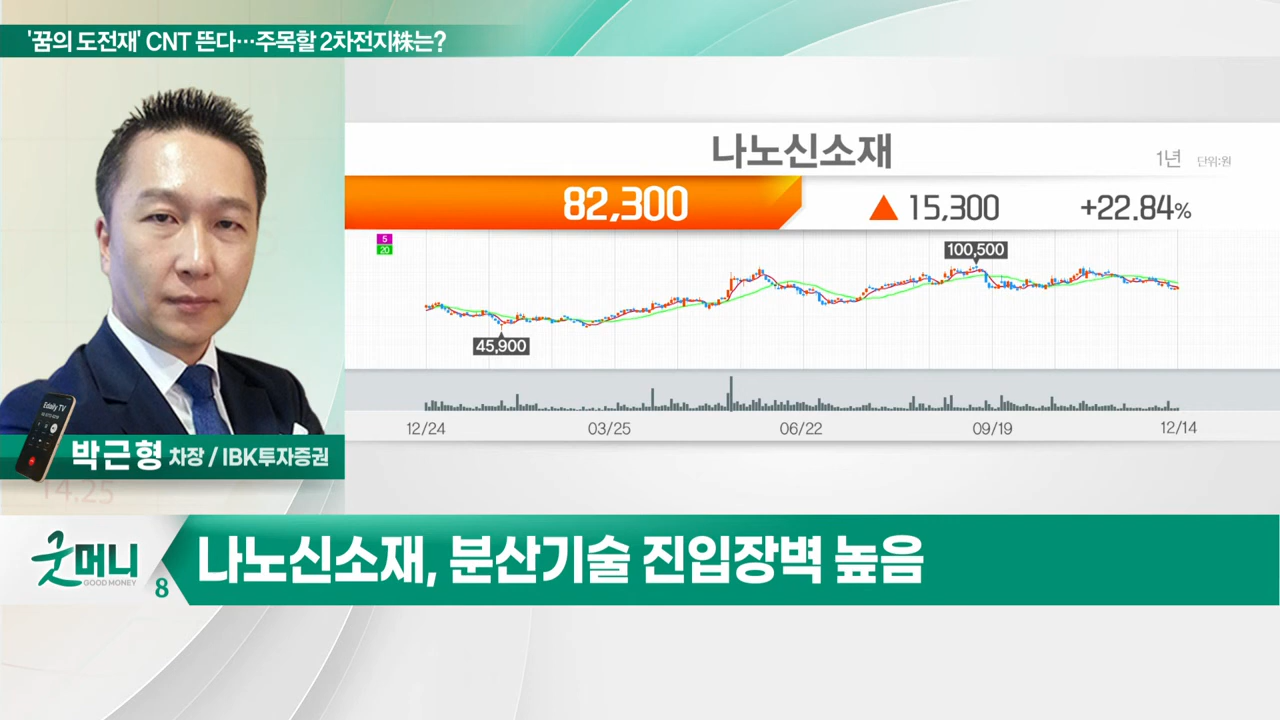 '꿈의 도전재' CNT 뜬다…주목할 2차전지株는?
나노신소재
1년 단위:원
82,300 ▲ 15,300 +22.84%
5
20
100,500
45,900
12/24 03/25 06/22 09/19 12/14
Edaily TV
박근형 차장 / IBK투자증권
14.25
굿머니
GOOD MONEY
8
나노신소재, 분산기술 진입장벽 높음